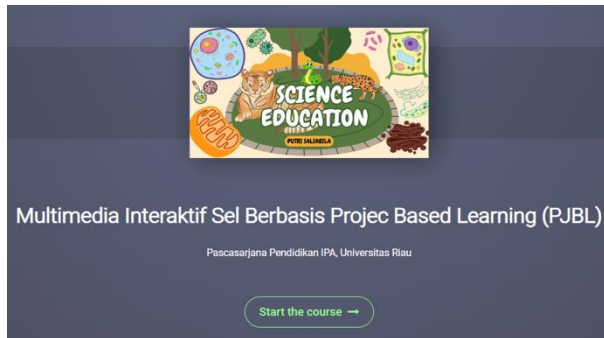 SCIENCE
EDUCATION
PUTRI SALSABILA
Multimedia Interaktif Sel Berbasis Projec Based Learning (PJBL)
Pascasarjana Pendidikan IPA, Universitas Riau
Start the course →